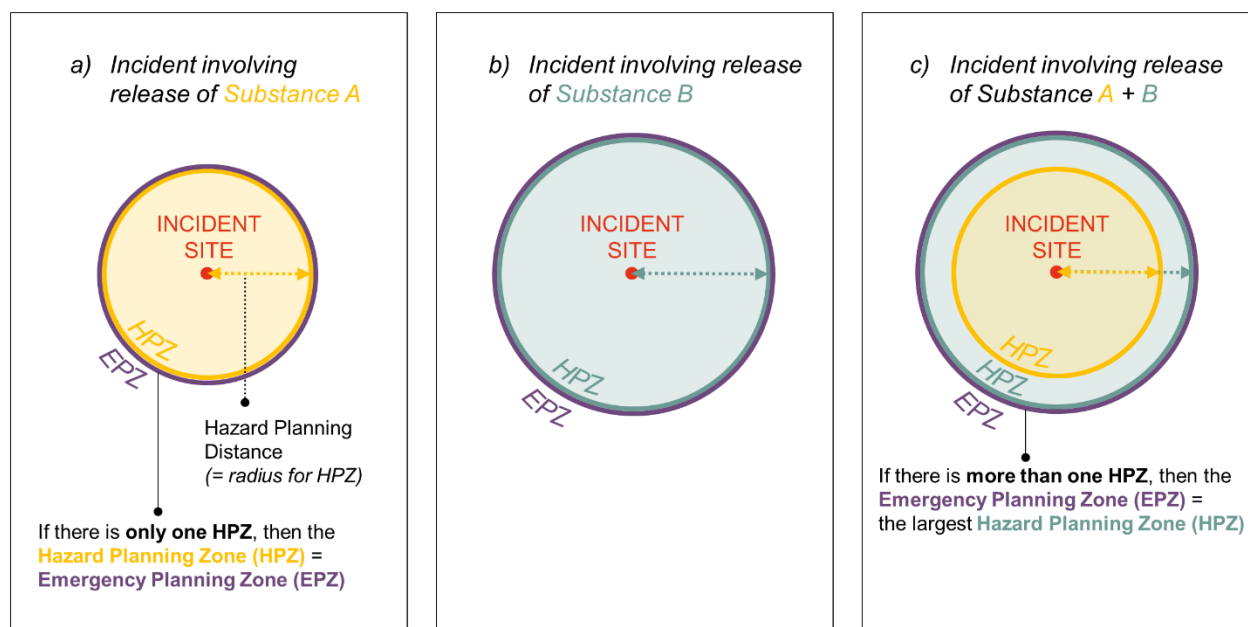 a) Incident involving
release of Substance A
INCIDENT
SITE
HPZ
EPZ
Hazard Planning
Distance
(= radius for HPZ)
If there is only one HPZ, then the
Hazard Planning Zone (HPZ) =
Emergency Planning Zone (EPZ)
b) Incident involving release
of Substance B
INCIDENT
SITE
HPZ
EPZ
c) Incident involving release
of Substance A + B
INCIDENT
SITE
HPZ
HPZ
EPZ
If there is more than one HPZ, then the
Emergency Planning Zone (EPZ) =
the largest Hazard Planning Zone (HPZ)